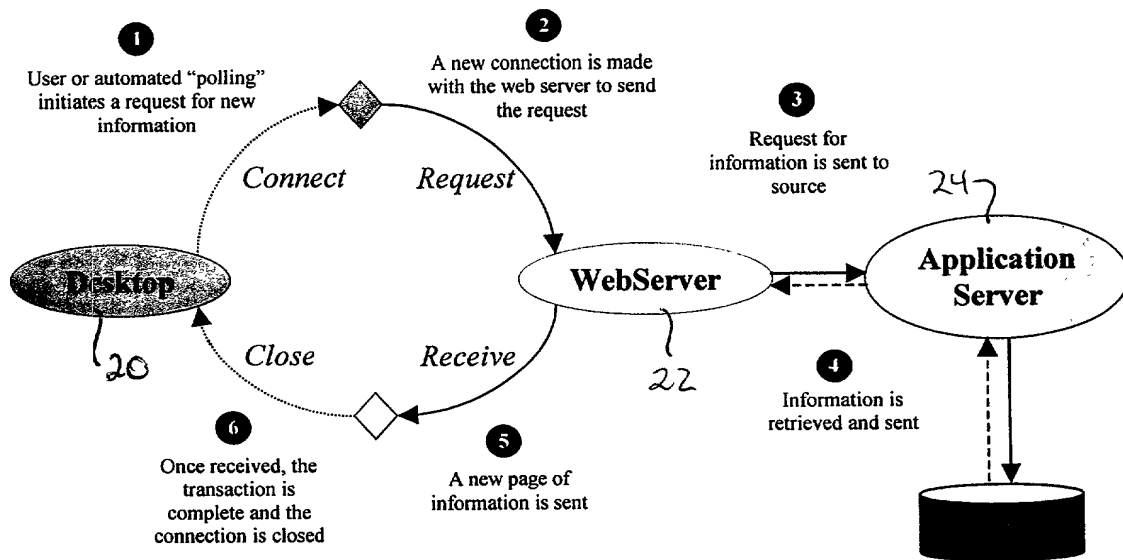 1
User or automated “polling”
initiates a request for new
information
2
A new connection is made
with the web server to send
the request
3
Request for
information is sent to
source
Connect
Request
24
Desktop
WebServer
Application
Server
20
Close
Receive
22
4
Information is
retrieved and sent
6
Once received, the
transaction is
complete and the
connection is closed
5
A new page of
information is sent